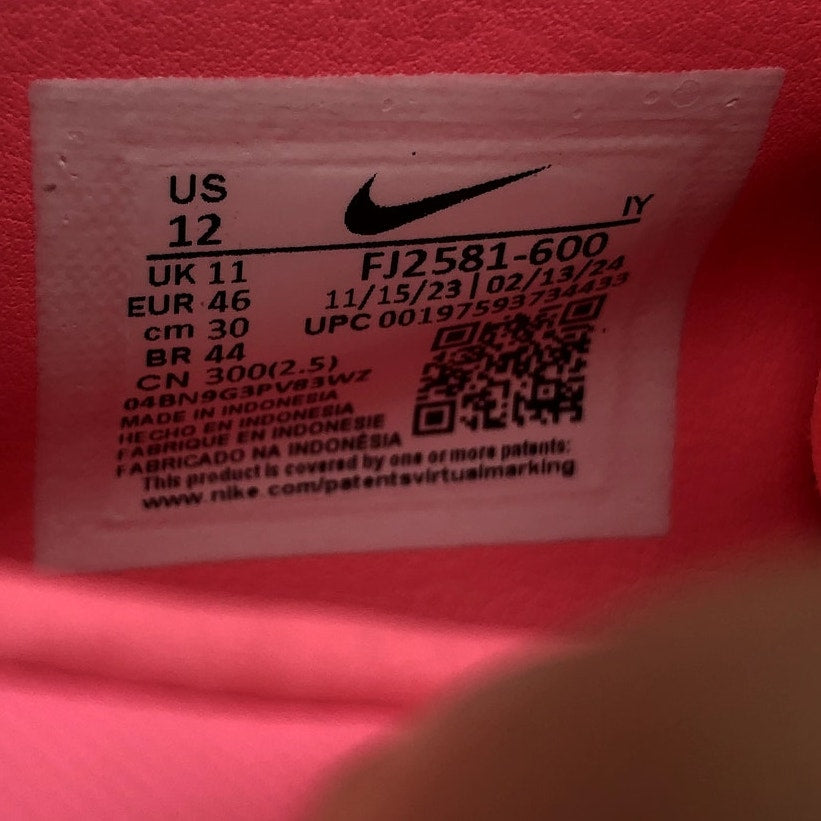 US
12
IY
UK 11
EUR 46
cm 30
BR 44
CN 300(2.5)
FJ2581-600
11/15/23 | 02/13/24
UPC 00197593734433
04BN9G3PV83WZ
MADE IN INDONESIA
HECHO EN INDONESIA
FABRIQUE EN INDONESIE
FABRICADO NA INDONÉSIA
This product is covered by one or more patents:
www.nike.com/patentsvirtualmarking